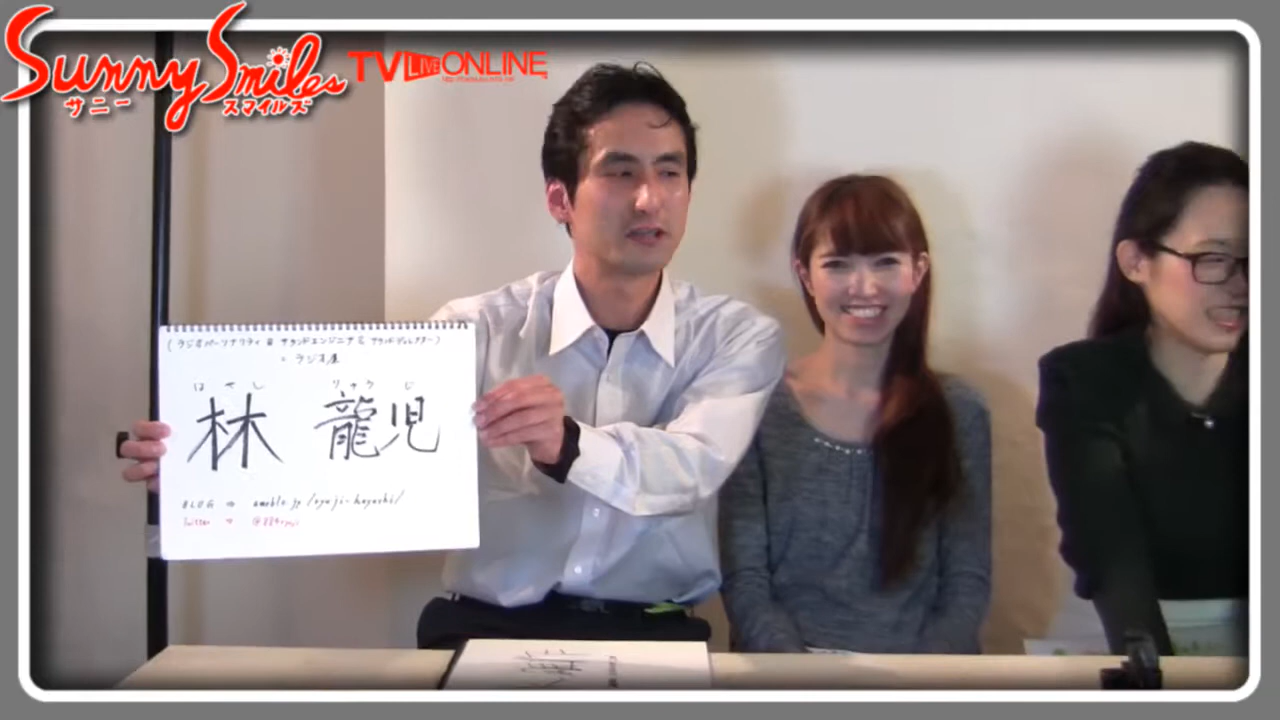 Sunny Smiles
サニー スマイルズ
TV LIVE ONLINE
(ラジオパーソナリティ & サウンドエンジニア & サウンドディレクター)
= ラジオ屋
はやし りゅうじ
林 龍児
BLOG ⇒ ameblo.jp/ryuji-hayashi/
Twitter ⇒